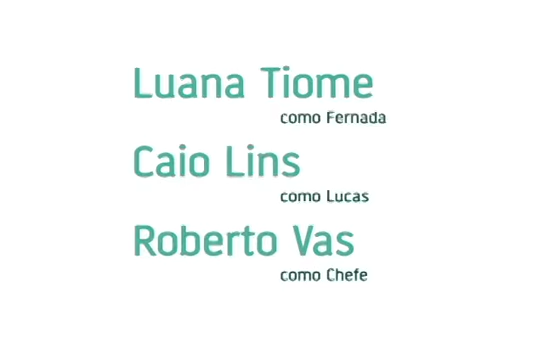 Luana Tiome
como Fernada
Caio Lins
como Lucas
Roberto Vas
como Chefe